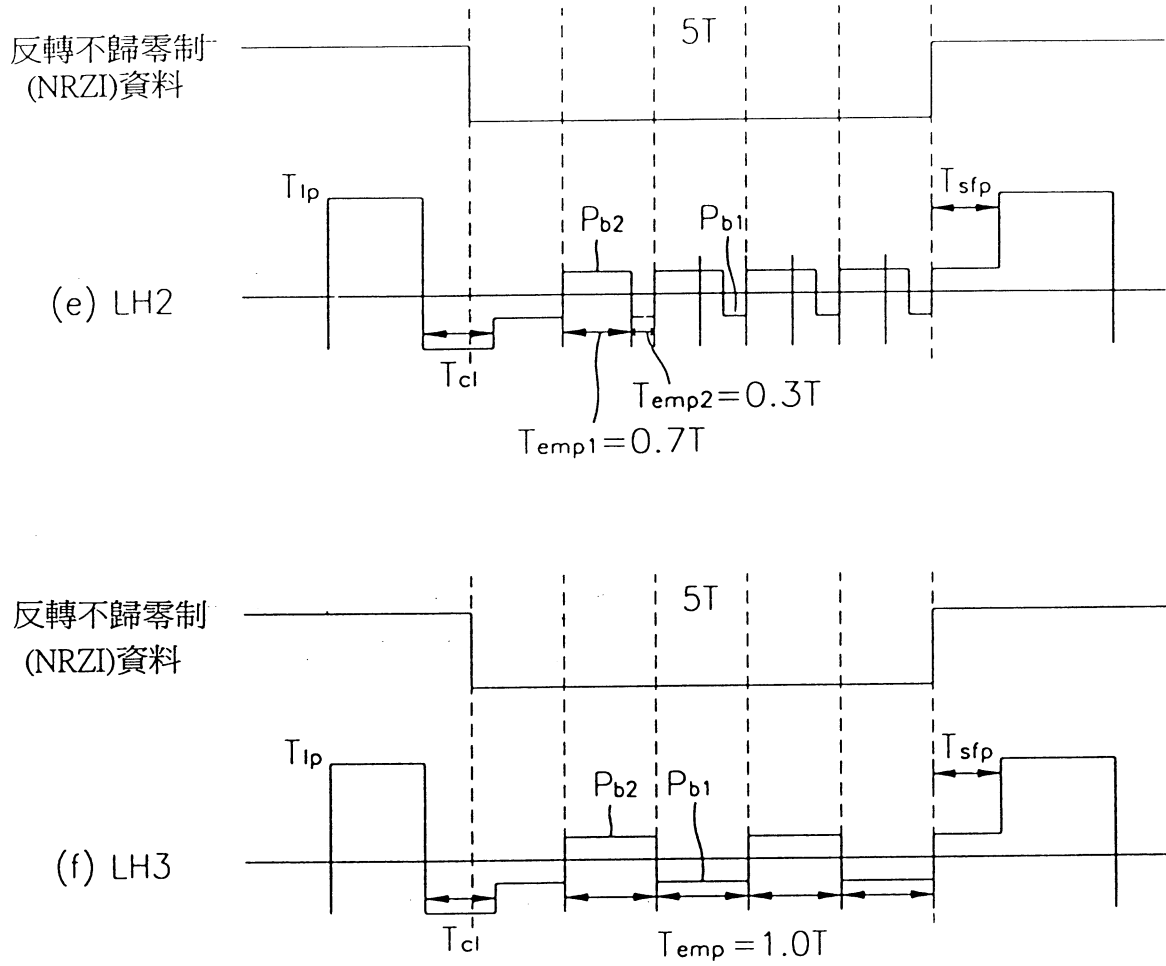 5T
反轉不歸零制
(NRZI)資料
Tlp
Tsfp
Pb2
Pb1
(e) LH2
Tcl
Temp2=0.3T
Temp1=0.7T
5T
反轉不歸零制
(NRZI)資料
Tlp
Tsfp
Pb2
Pb1
(f) LH3
Tcl
Temp=1.0T